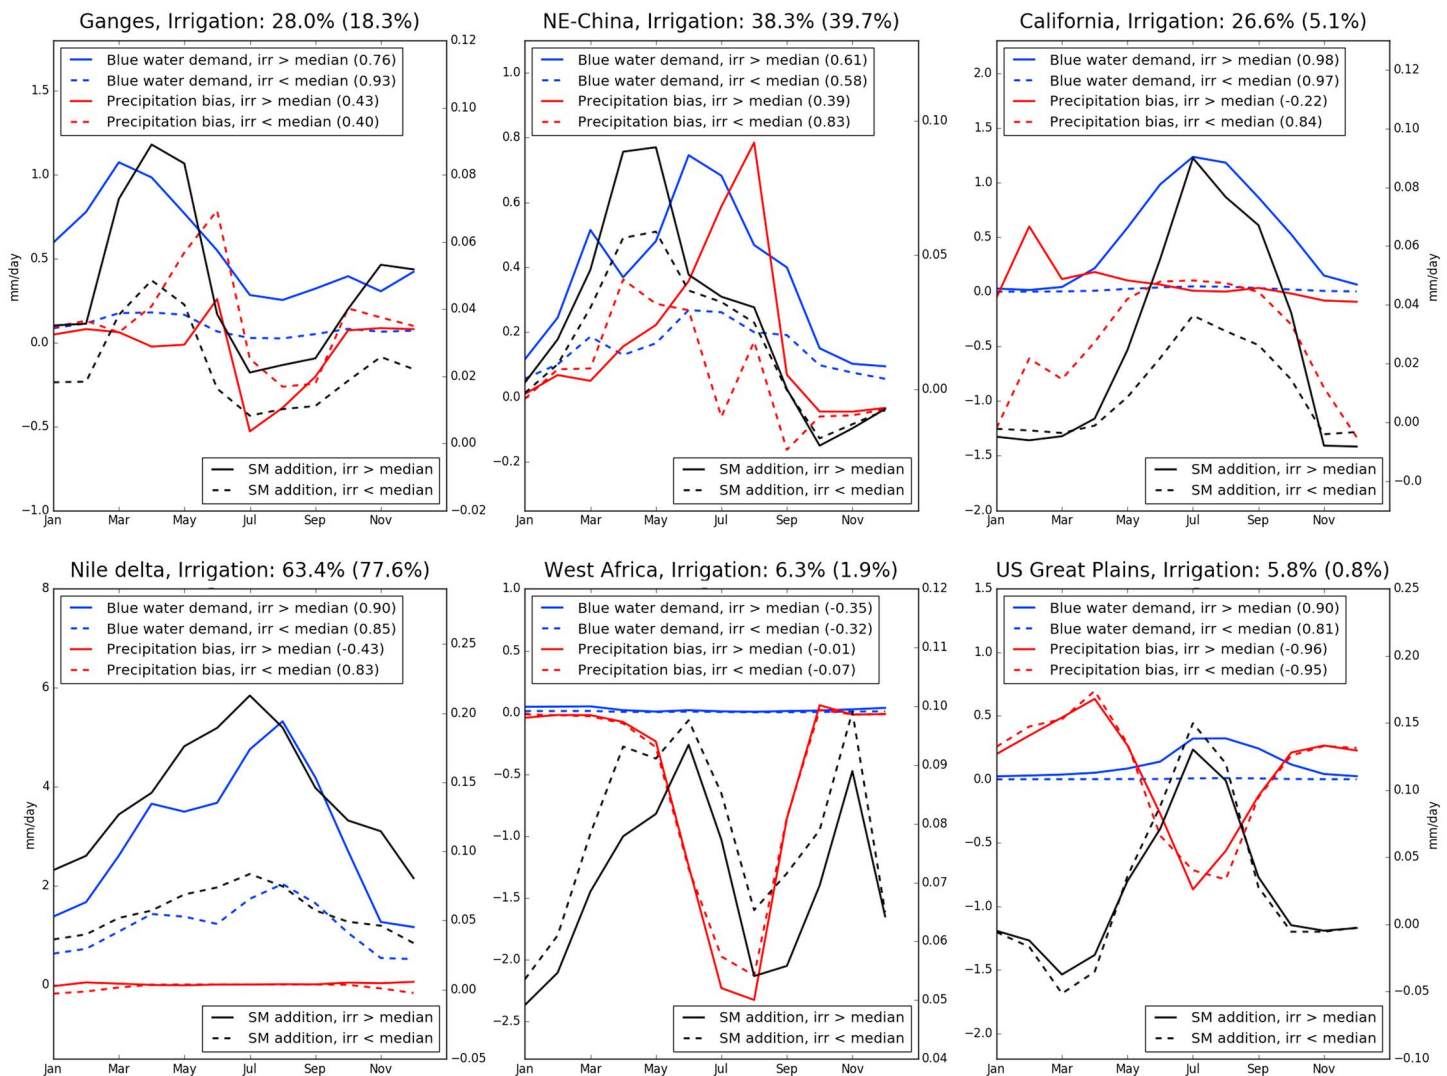 Ganges, Irrigation: 28.0% (18.3%)
Blue water demand, irr > median (0.76)
Blue water demand, irr < median (0.93)
Precipitation bias, irr > median (0.43)
Precipitation bias, irr < median (0.40)
SM addition, irr > median
SM addition, irr < median
mm/day
1.5
1.0
0.5
0.0
−0.5
−1.0
0.12
0.10
0.08
0.06
0.04
0.02
0.00
−0.02
Jan Mar May Jul Sep Nov
NE-China, Irrigation: 38.3% (39.7%)
Blue water demand, irr > median (0.61)
Blue water demand, irr < median (0.58)
Precipitation bias, irr > median (0.39)
Precipitation bias, irr < median (0.83)
SM addition, irr > median
SM addition, irr < median
1.0
0.8
0.6
0.4
0.2
0.0
−0.2
0.10
0.05
0.00
Jan Mar May Jul Sep Nov
California, Irrigation: 26.6% (5.1%)
Blue water demand, irr > median (0.98)
Blue water demand, irr < median (0.97)
Precipitation bias, irr > median (-0.22)
Precipitation bias, irr < median (0.84)
SM addition, irr > median
SM addition, irr < median
2.0
1.5
1.0
0.5
0.0
−0.5
−1.0
−1.5
−2.0
0.12
0.10
0.08
0.06
0.04
0.02
0.00
−0.0
mm/day
Jan Mar May Jul Sep Nov
Nile delta, Irrigation: 63.4% (77.6%)
Blue water demand, irr > median (0.90)
Blue water demand, irr < median (0.85)
Precipitation bias, irr > median (-0.43)
Precipitation bias, irr < median (0.83)
SM addition, irr > median
SM addition, irr < median
mm/day
8
6
4
2
0
0.25
0.20
0.15
0.10
0.05
0.00
−0.05
Jan Mar May Jul Sep Nov
West Africa, Irrigation: 6.3% (1.9%)
Blue water demand, irr > median (-0.35)
Blue water demand, irr < median (-0.32)
Precipitation bias, irr > median (-0.01)
Precipitation bias, irr < median (-0.07)
SM addition, irr > median
SM addition, irr < median
1.0
0.5
0.0
−0.5
−1.0
−1.5
−2.0
−2.5
0.12
0.11
0.10
0.09
0.08
0.07
0.06
0.05
0.04
Jan Mar May Jul Sep Nov
US Great Plains, Irrigation: 5.8% (0.8%)
Blue water demand, irr > median (0.90)
Blue water demand, irr < median (0.81)
Precipitation bias, irr > median (-0.96)
Precipitation bias, irr < median (-0.95)
SM addition, irr > median
SM addition, irr < median
1.5
1.0
0.5
0.0
−0.5
−1.0
−1.5
−2.0
0.25
0.20
0.15
0.10
0.05
0.00
−0.05
−0.10
mm/day
Jan Mar May Jul Sep Nov